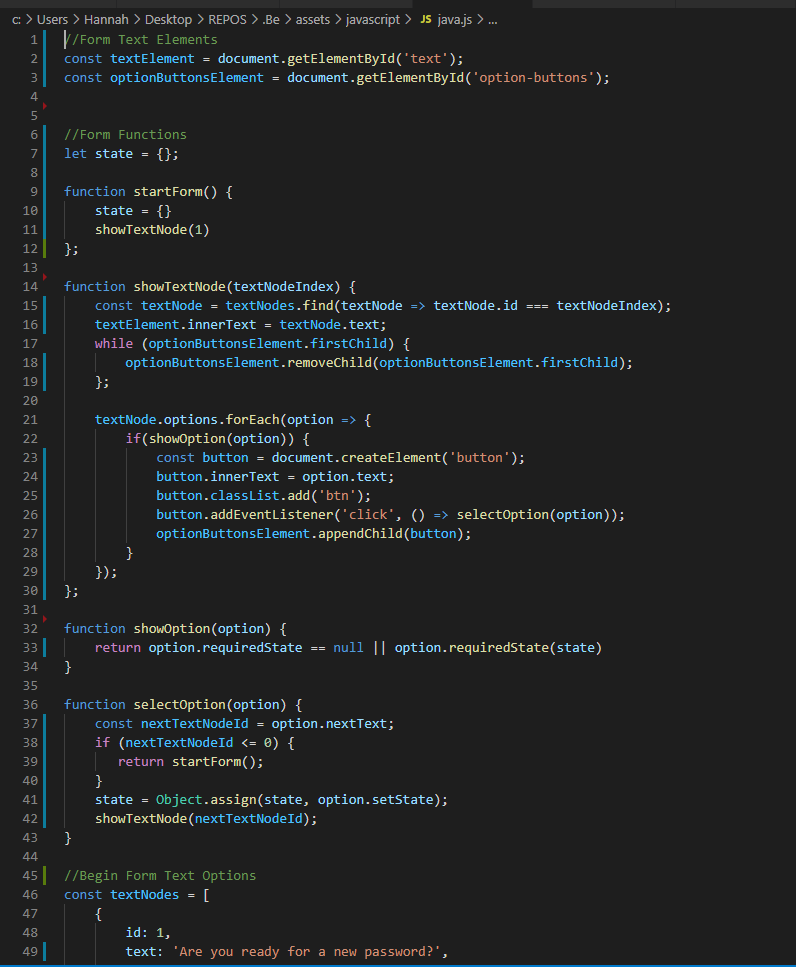 c: > Users > Hannah > Desktop > REPOS > .Be > assets > javascript > JS java.js > ...
1 //Form Text Elements
2 const textElement = document.getElementById('text');
3 const optionButtonsElement = document.getElementById('option-buttons');
4
5
6 //Form Functions
7 let state = {};
8
9 function startForm() {
10     state = {}
11     showTextNode(1)
12 };
13
14 function showTextNode(textNodeIndex) {
15     const textNode = textNodes.find(textNode => textNode.id === textNodeIndex);
16     textElement.innerText = textNode.text;
17     while (optionButtonsElement.firstChild) {
18         optionButtonsElement.removeChild(optionButtonsElement.firstChild);
19     };
20
21     textNode.options.forEach(option => {
22         if(showOption(option)) {
23             const button = document.createElement('button');
24             button.innerText = option.text;
25             button.classList.add('btn');
26             button.addEventListener('click', () => selectOption(option));
27             optionButtonsElement.appendChild(button);
28         }
29     });
30 };
31
32 function showOption(option) {
33     return option.requiredState == null || option.requiredState(state)
34 }
35
36 function selectOption(option) {
37     const nextTextNodeId = option.nextText;
38     if (nextTextNodeId <= 0) {
39        return startForm();
40     }
41     state = Object.assign(state, option.setState);
42     showTextNode(nextTextNodeId);
43 }
44
45 //Begin Form Text Options
46 const textNodes = [
47     {
48         id: 1,
49         text: 'Are you ready for a new password?',